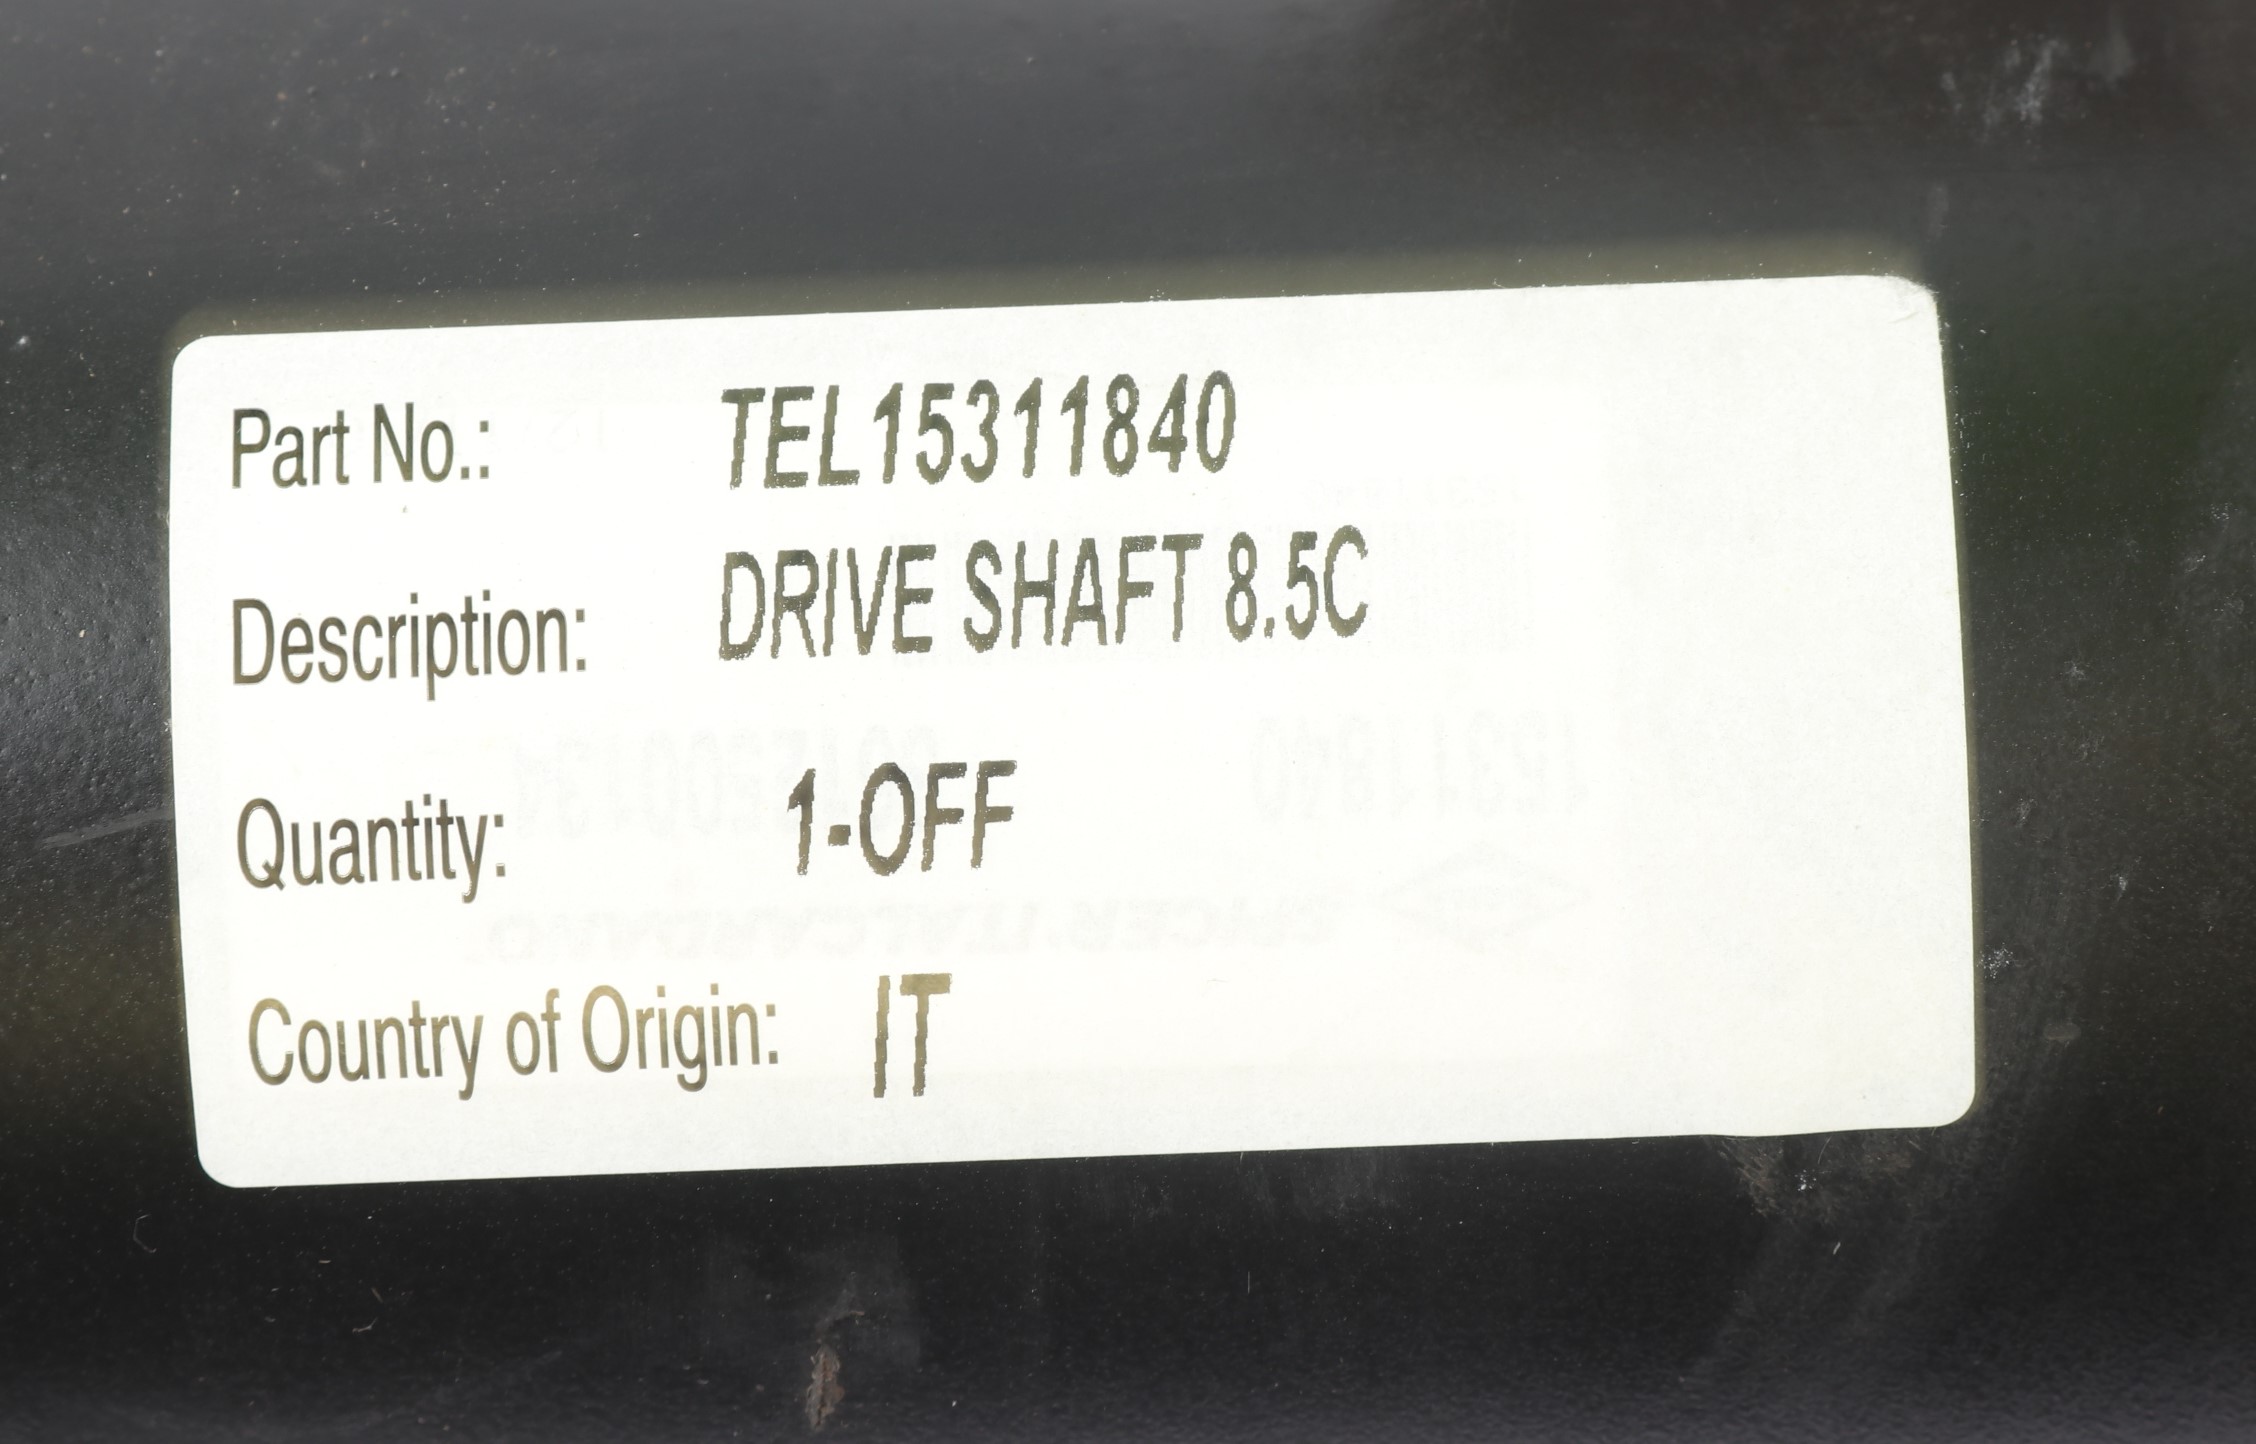 Part No.: TEL15311840
Description: DRIVE SHAFT 8.5C
Quantity: 1-OFF
Country of Origin: IT